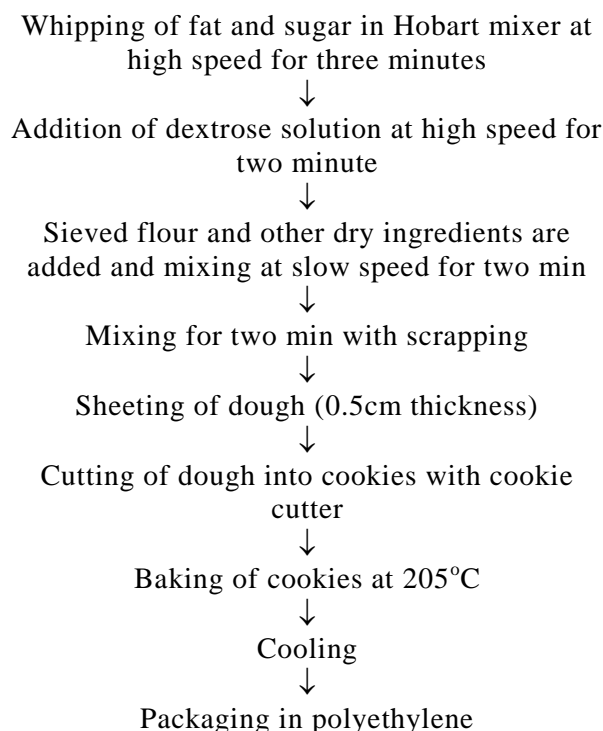 Whipping of fat and sugar in Hobart mixer at
high speed for three minutes
↓
Addition of dextrose solution at high speed for
two minute
↓
Sieved flour and other dry ingredients are
added and mixing at slow speed for two min
↓
Mixing for two min with scrapping
↓
Sheeting of dough (0.5cm thickness)
↓
Cutting of dough into cookies with cookie
cutter
↓
Baking of cookies at 205°C
↓
Cooling
↓
Packaging in polyethylene